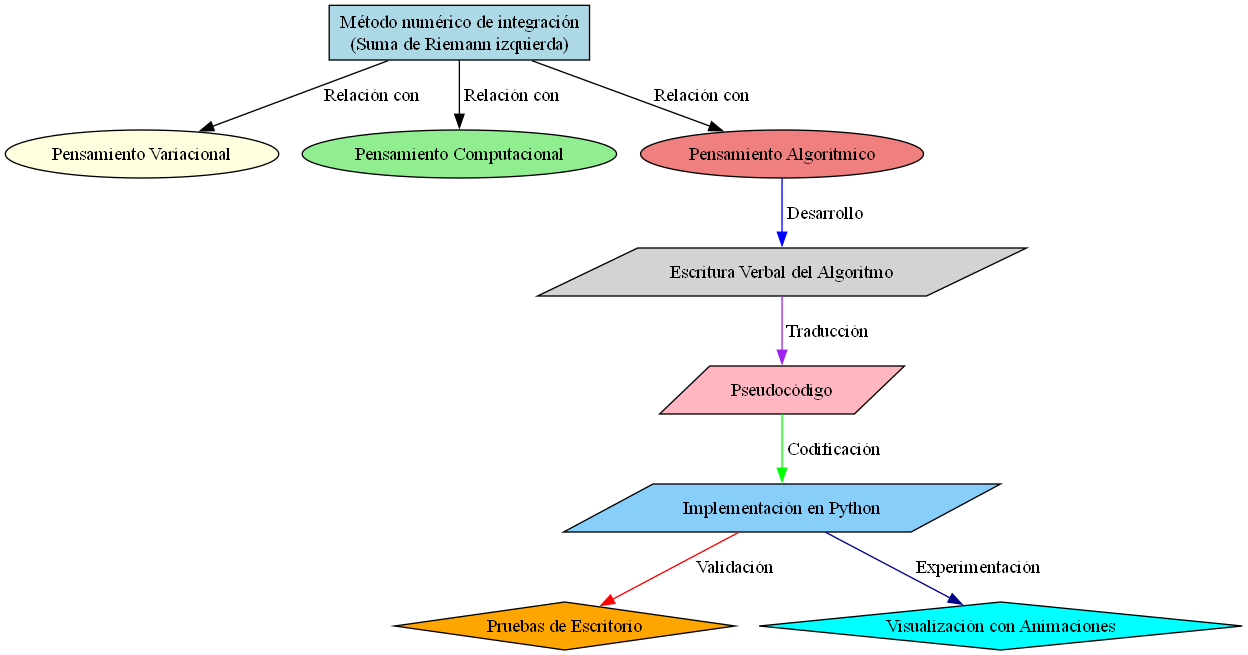 Método numérico de integración
(Suma de Riemann izquierda)
Relación con
Relación con
Relación con
Pensamiento Variacional
Pensamiento Computacional
Pensamiento Algorítmico
Desarrollo
Escritura Verbal del Algoritmo
Traducción
Pseudocódigo
Codificación
Implementación en Python
Validación
Experimentación
Pruebas de Escritorio
Visualización con Animaciones